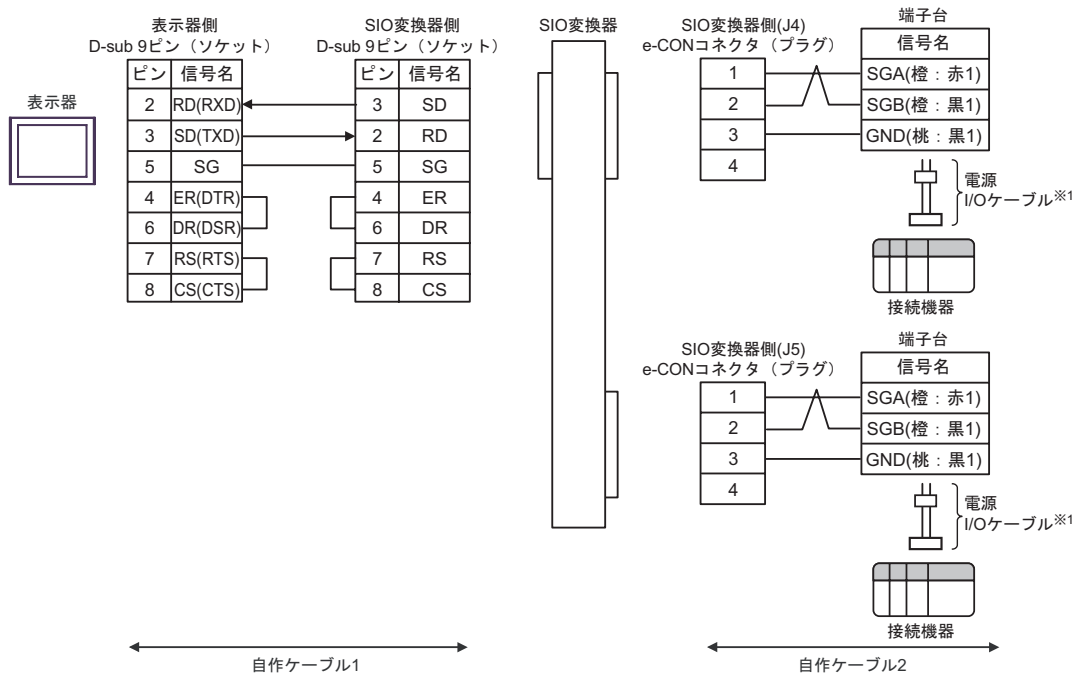 表示器
表示器側
D-sub 9ピン（ソケット）
ピン 信号名
2 RD(RXD)
3 SD(TXD)
5 SG
4 ER(DTR)
6 DR(DSR)
7 RS(RTS)
8 CS(CTS)
SIO変換器側
D-sub 9ピン（ソケット）
ピン 信号名
3 SD
2 RD
5 SG
4 ER
6 DR
7 RS
8 CS
SIO変換器
SIO変換器側(J4)
e-CONコネクタ（プラグ）
1
2
3
4
端子台
信号名
SGA(橙：赤1)
SGB(橙：黒1)
GND(桃：黒1)
電源
I/Oケーブル※1
接続機器
SIO変換器側(J5)
e-CONコネクタ（プラグ）
1
2
3
4
端子台
信号名
SGA(橙：赤1)
SGB(橙：黒1)
GND(桃：黒1)
電源
I/Oケーブル※1
接続機器
自作ケーブル1
自作ケーブル2